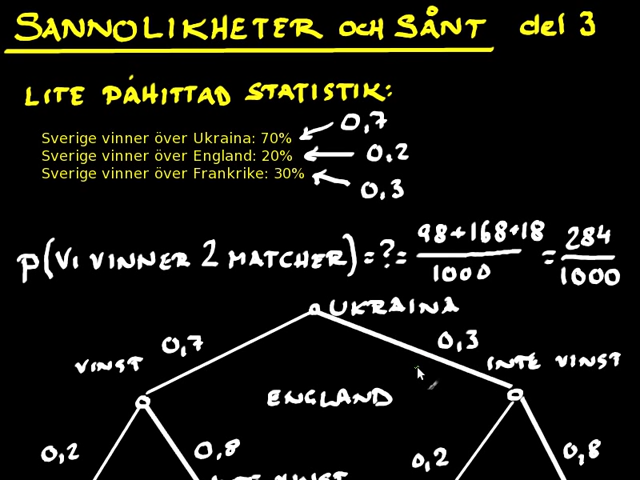 SANNOLIKHETER OCH SÅNT del 3
LITE PÅHITTAD STATISTIK:
Sverige vinner över Ukraina: 70% 0,7
Sverige vinner över England: 20% 0,2
Sverige vinner över Frankrike: 30% 0,3
P(VI VINNER 2 MATCHER)=?= 98+168+18/1000 = 284/1000
UKRAINA
0,7 0,3
VINST INTE VINST
ENGLAND
0,2 0,8 0,2 0,8